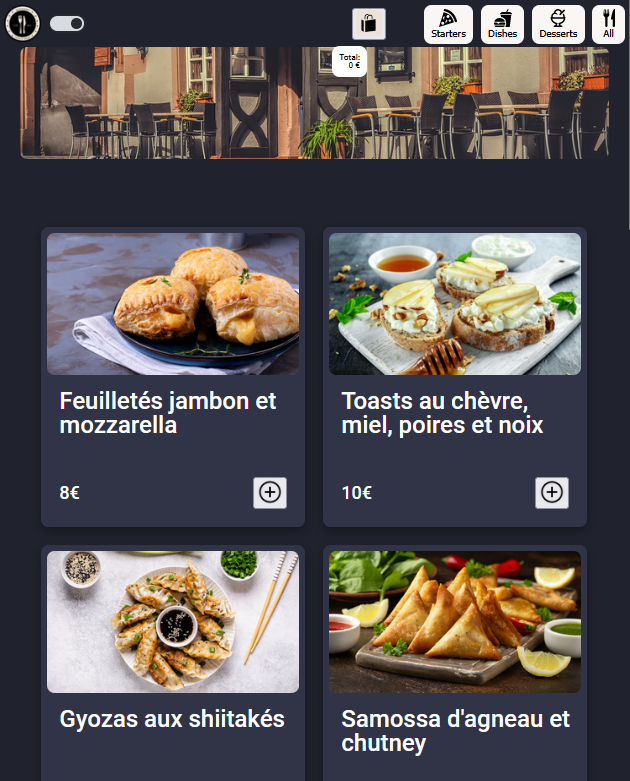 Starters
Dishes
Desserts
All
Total:
0 €
Feuilletés jambon et
mozzarella
8€
Toasts au chèvre,
miel, poires et noix
10€
Gyozas aux shiitakés
Samossa d'agneau et
chutney